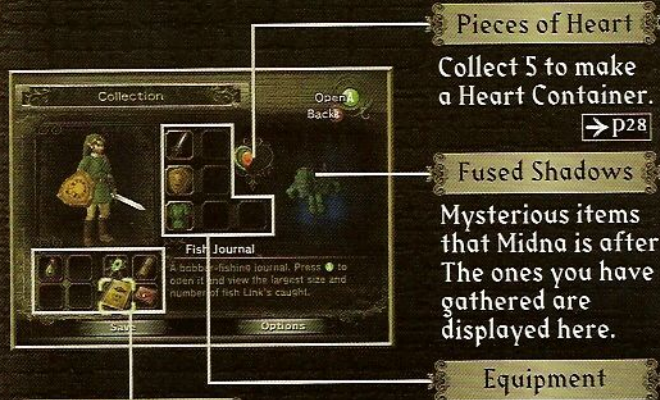 Pieces of Heart
Collect 5 to make
a Heart Container.
→P28
Fused Shadows
Mysterious items
that Midna is after
The ones you have
gathered are
displayed here.
Equipment
Collection
Open A
Back B
Fish Journal
A bobber-fishing journal. Press A to
open it and view the largest size and
number of fish Link's caught.
Save
Options